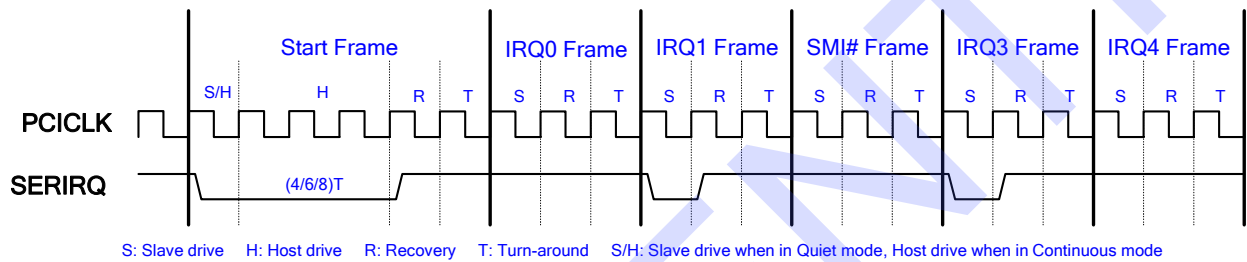 Start Frame IRQ0 Frame IRQ1 Frame SMI# Frame IRQ3 Frame IRQ4 Frame
S/H H R T S R T S R T S R T S R T S R T
PCICLK
SERIRQ (4/6/8)T
S: Slave drive H: Host drive R: Recovery T: Turn-around S/H: Slave drive when in Quiet mode, Host drive when in Continuous mode